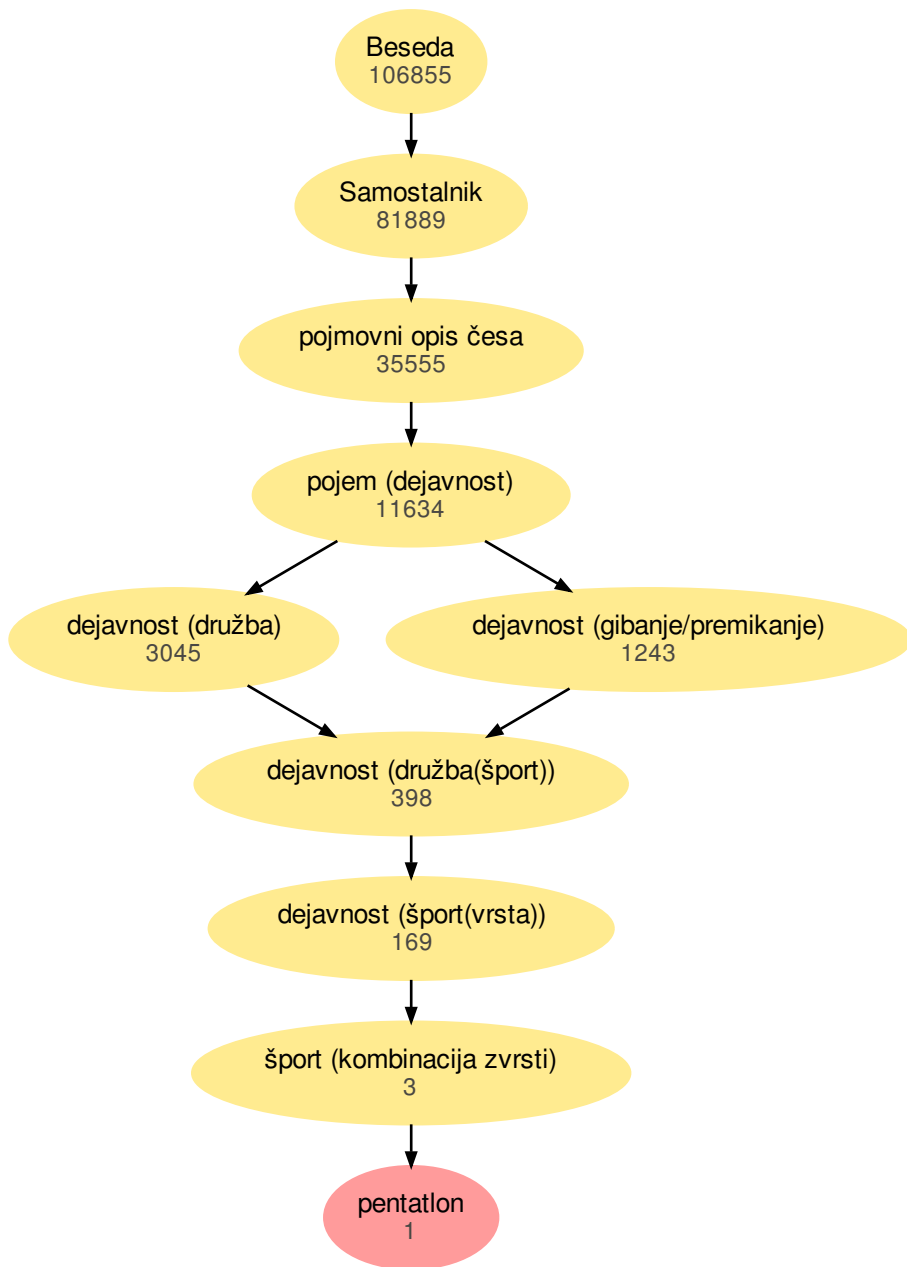 Beseda
106855
Samostalnik
81889
pojmovni opis česa
35555
pojem (dejavnost)
11634
dejavnost (družba)
3045
dejavnost (gibanje/premikanje)
1243
dejavnost (družba(šport))
398
dejavnost (šport(vrsta))
169
šport (kombinacija zvrsti)
3
pentatlon
1